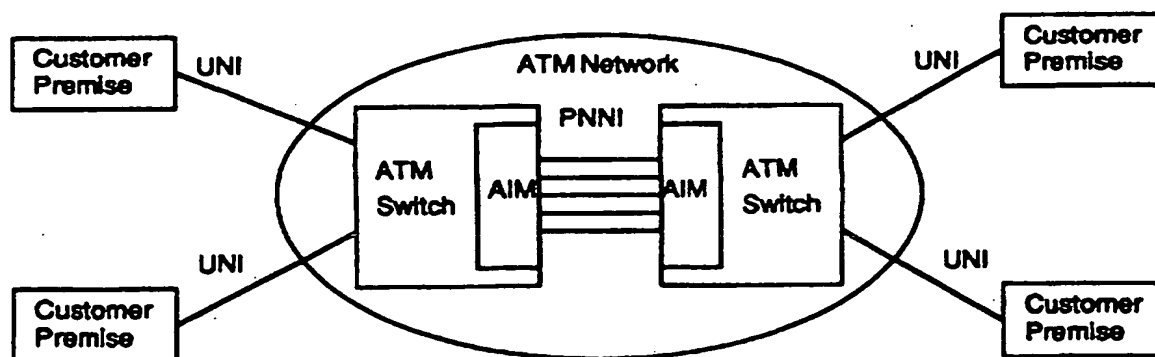 Customer
Premise
UNI
ATM Network
UNI
Customer
Premise
PNNI
ATM
Switch
AIM
AIM
ATM
Switch
UNI
UNI
Customer
Premise
Customer
Premise